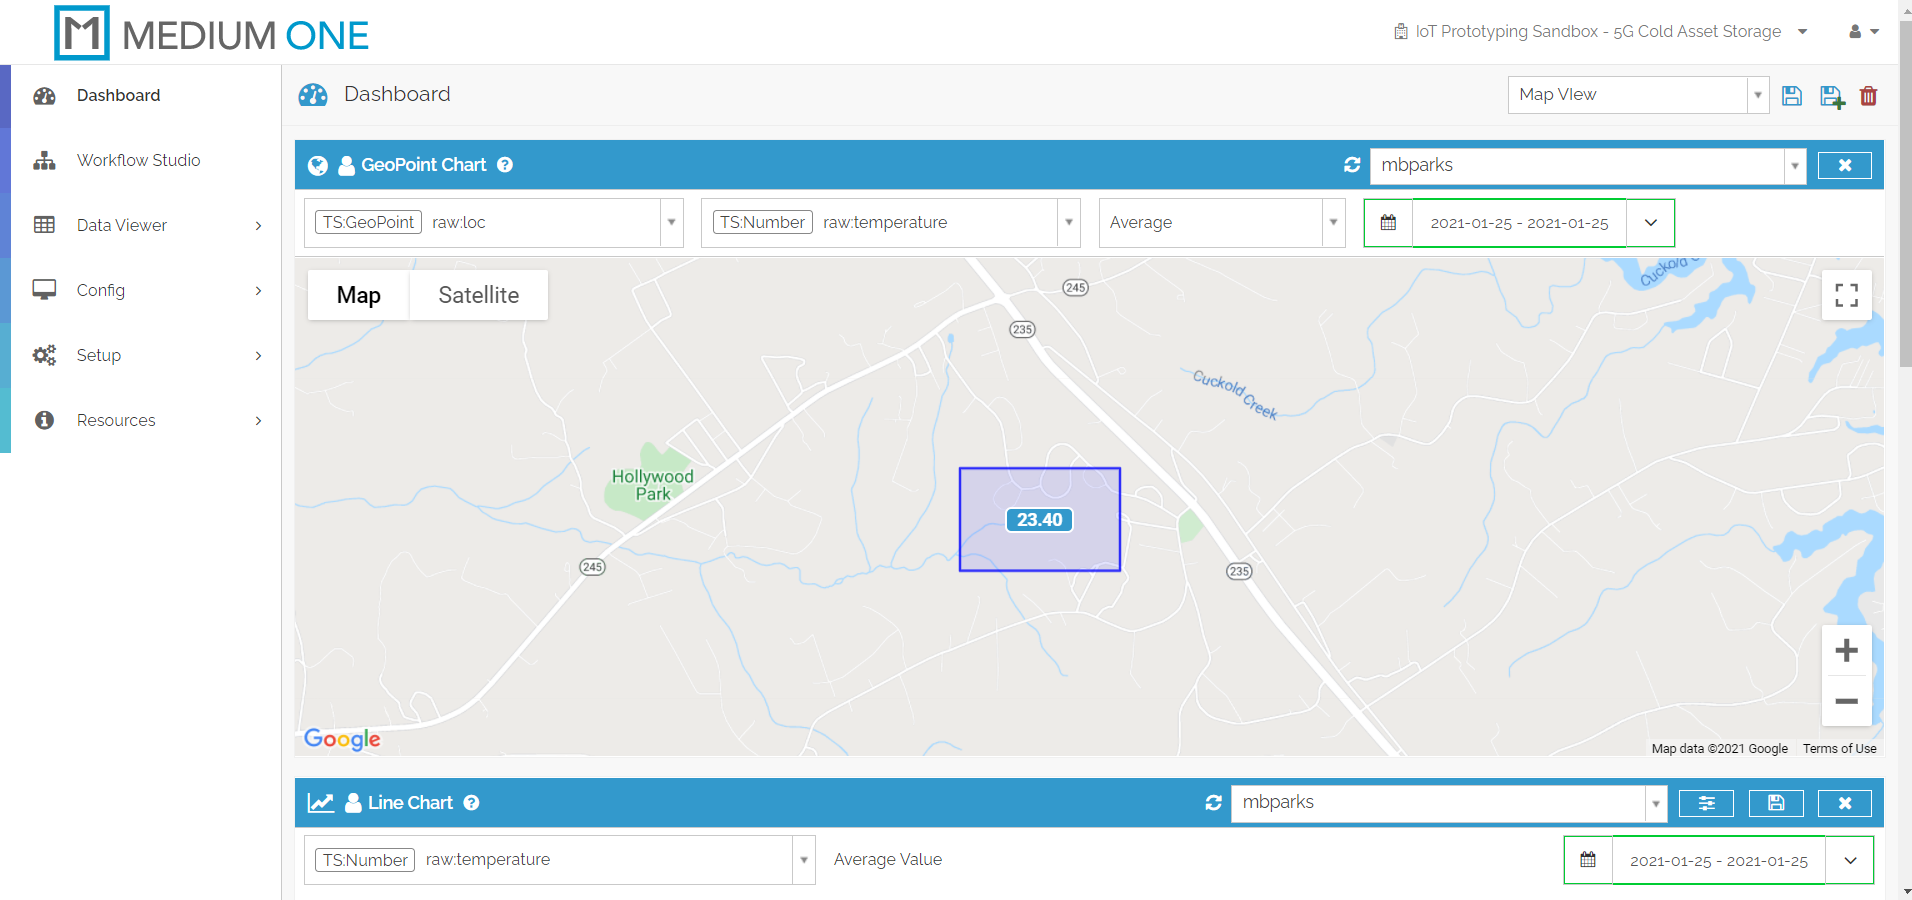 MEDIUM ONE
IoT Prototyping Sandbox - 5G Cold Asset Storage
Dashboard
Workflow Studio
Data Viewer
Config
Setup
Resources
Dashboard
Map VIew
GeoPoint Chart
mbparks
TS:GeoPoint raw:loc
TS:Number raw:temperature
Average
2021-01-25 - 2021-01-25
Map
Satellite
245
235
Cuckold C
Cuckold Creek
Hollywood
Park
23.40
245
235
Google
Map data ©2021 Google
Terms of Use
Line Chart
mbparks
TS:Number raw:temperature
Average Value
2021-01-25 - 2021-01-25